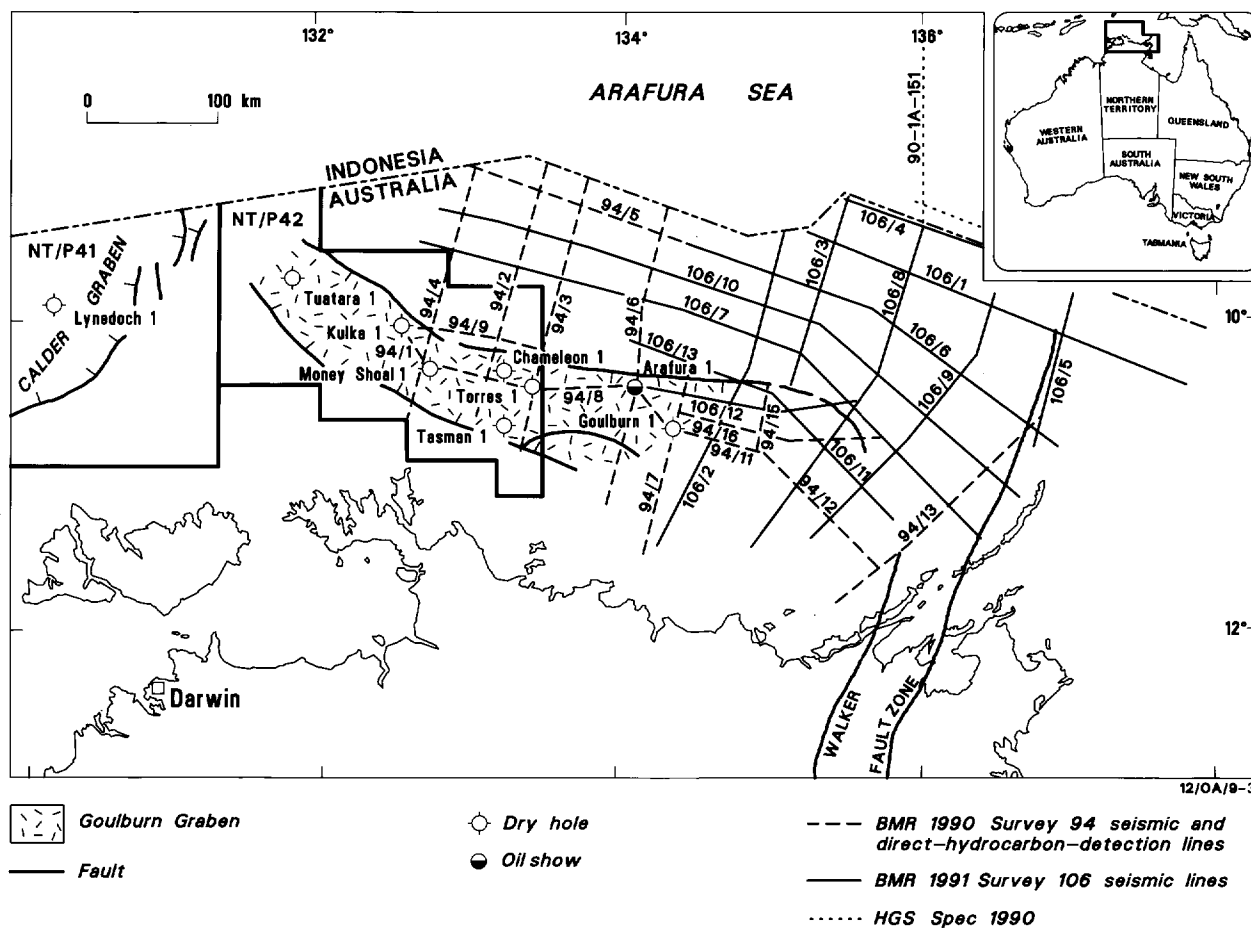 132°
134°
136°
0 100 km
ARAFURA SEA
90-1A-151
NORTHERN
TERRITORY
WESTERN
AUSTRALIA
QUEENSLAND
SOUTH
AUSTRALIA
NEW SOUTH
WALES
VICTORIA
TASMANIA
INDONESIA
AUSTRALIA
NT/P41
NT/P42
94/5
106/4
106/3
106/8
106/1
CALDER GRABEN
Lynedoch 1
Tuatara 1
Kulka 1
94/4
94/2
94/3
94/6
106/10
106/7
10°
94/9
94/1
Money Shoal 1
Chameleon 1
106/13
Arafura 1
106/6
106/9
106/5
Torres 1
94/8
Tasman 1
Goulburn 1
106/12
94/16
94/11
94/15
94/7
106/2
106/11
94/12
94/13
12°
Darwin
WALKER
FAULT ZONE
12/OA/9-3
Goulburn Graben
Fault
Dry hole
Oil show
BMR 1990 Survey 94 seismic and
direct-hydrocarbon-detection lines
BMR 1991 Survey 106 seismic lines
HGS Spec 1990